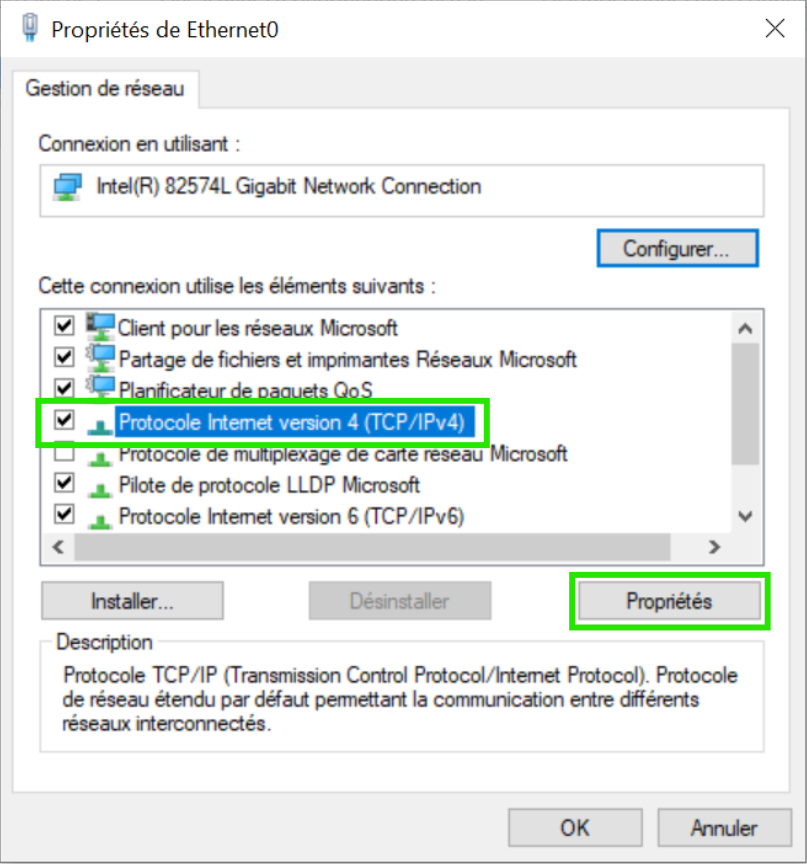 Propriétés de Ethernet0
Gestion de réseau
Connexion en utilisant :
Intel(R) 82574L Gigabit Network Connection
Configurer...
Cette connexion utilise les éléments suivants :
Client pour les réseaux Microsoft
Partage de fichiers et imprimantes Réseaux Microsoft
Planificateur de paquets QoS
Protocole Internet version 4 (TCP/IPv4)
Protocole de multiplexage de carte réseau Microsoft
Pilote de protocole LLDP Microsoft
Protocole Internet version 6 (TCP/IPv6)
Installer...
Désinstaller
Propriétés
Description
Protocole TCP/IP (Transmission Control Protocol/Internet Protocol). Protocole
de réseau étendu par défaut permettant la communication entre différents
réseaux interconnectés.
OK
Annuler